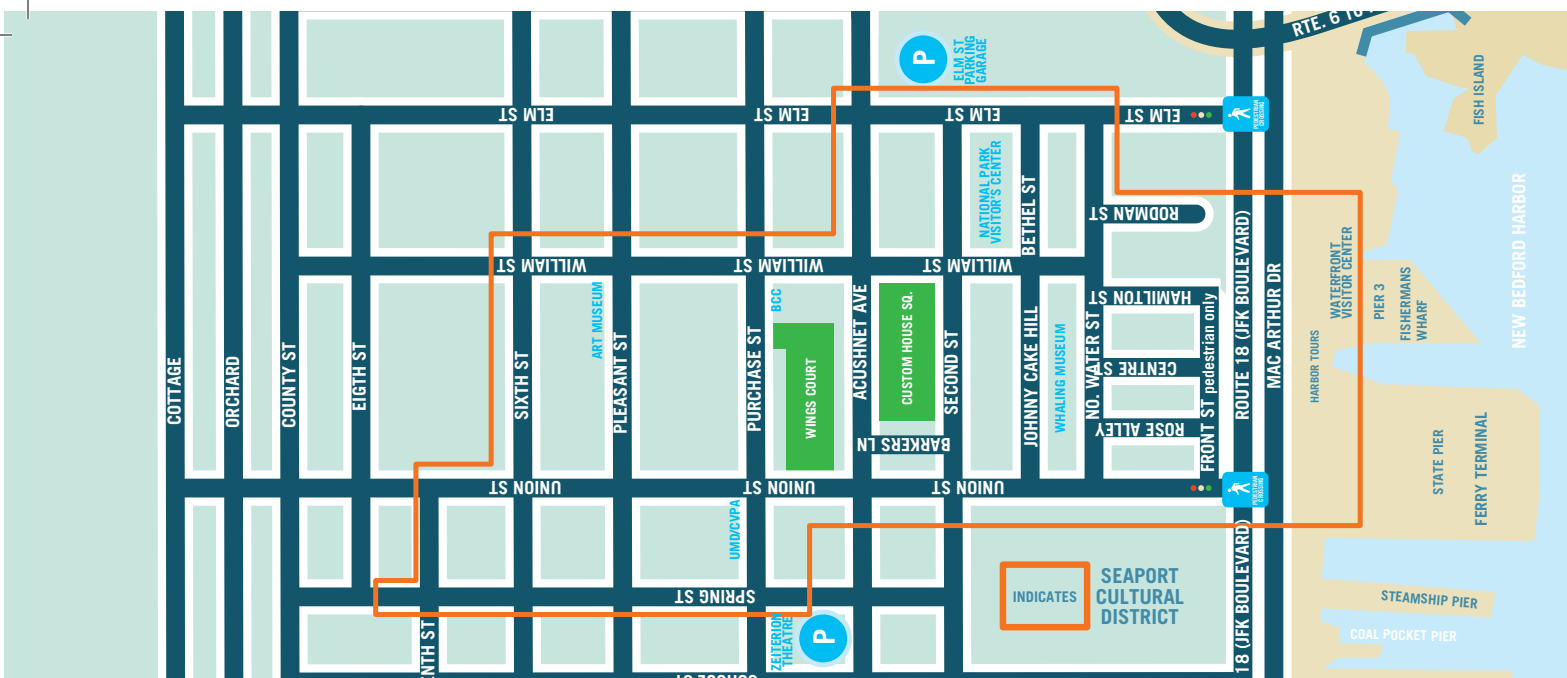 RTE. 6 TO
P
ELM ST
PARKING
GARAGE
FISH ISLAND
ELM ST
ELM ST
ELM ST
ELM ST
PEDESTRIAN
CROSSING
NATIONAL PARK
VISITOR'S CENTER
BETHEL ST
RODMAN ST
NEW BEDFORD HARBOR
WILLIAM ST
WILLIAM ST
WILLIAM ST
WATERFRONT
VISITOR CENTER
PIER 3
FISHERMANS
WHARF
HARBOR TOURS
COTTAGE
ORCHARD
COUNTY ST
EIGTH ST
SIXTH ST
ART MUSEUM
PLEASANT ST
PURCHASE ST
BCC
WINGS COURT
ACUSHNET AVE
CUSTOM HOUSE SQ.
SECOND ST
JOHNNY CAKE HILL
WHALING MUSEUM
NO. WATER ST
HAMILTON ST
CENTRE ST
ROSE ALLEY
FRONT ST pedestrian only
ROUTE 18 (JFK BOULEVARD)
MAC ARTHUR DR
BARKERS LN
STATE PIER
FERRY TERMINAL
UNION ST
UNION ST
UNION ST
PEDESTRIAN
CROSSING
UMD/CVPA
SPRING ST
INDICATES
SEAPORT
CULTURAL
DISTRICT
18 (JFK BOULEVARD)
STEAMSHIP PIER
COAL POCKET PIER
ENTH ST
ZEITERION
THEATRE
P